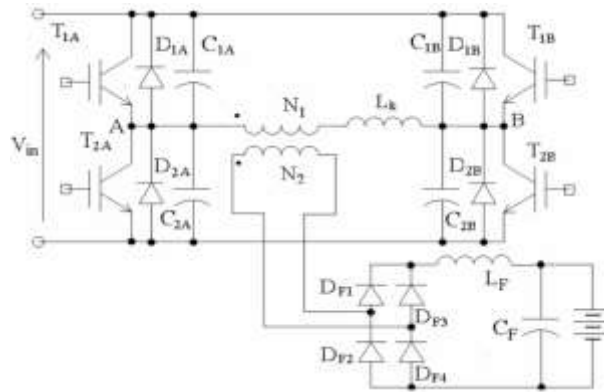 T1A
D1A
C1A
C1B
D1B
T1B
A
N1
Lk
B
Vin
T2A
D2A
C2A
N2
D2B
C2B
T2B
DF1
DF3
LF
CF
DF2
DF4